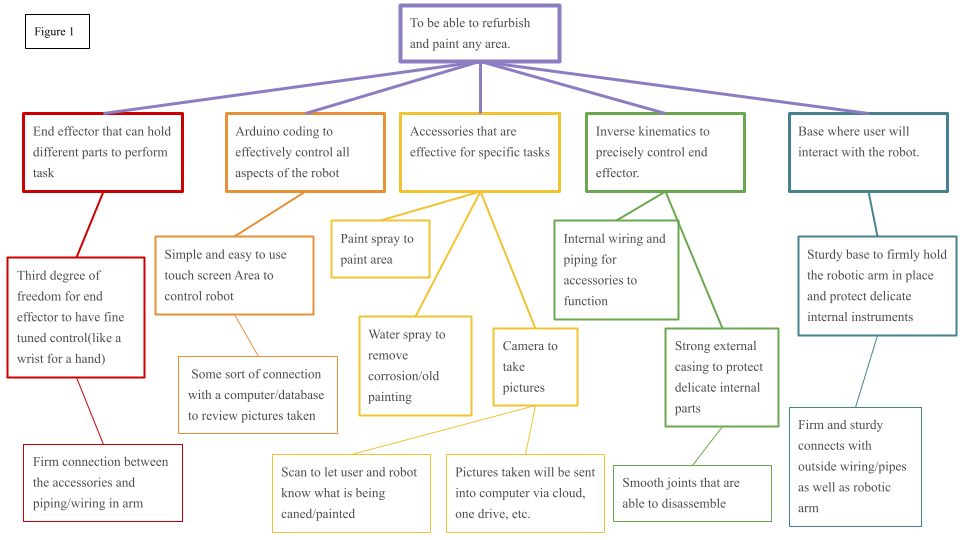 Figure 1
To be able to refurbish
and paint any area.
End effector that can hold
different parts to perform
task
Arduino coding to
effectively control all
aspects of the robot
Accessories that are
effective for specific tasks
Inverse kinematics to
precisely control end
effector.
Base where user will
interact with the robot.
Third degree of
freedom for end
effector to have fine
tuned control(like a
wrist for a hand)
Simple and easy to use
touch screen Area to
control robot
Paint spray to
paint area
Water spray to
remove
corrosion/old
painting
Camera to
take
pictures
Internal wiring and
piping for
accessories to
function
Strong external
casing to protect
delicate internal
parts
Sturdy base to firmly hold
the robotic arm in place
and protect delicate
internal instruments
Firm connection between
the accessories and
piping/wiring in arm
Some sort of connection
with a computer/database
to review pictures taken
Scan to let user and robot
know what is being
caned/painted
Pictures taken will be sent
into computer via cloud,
one drive, etc.
Smooth joints that are
able to disassemble
Firm and sturdy
connects with
outside wiring/pipes
as well as robotic
arm